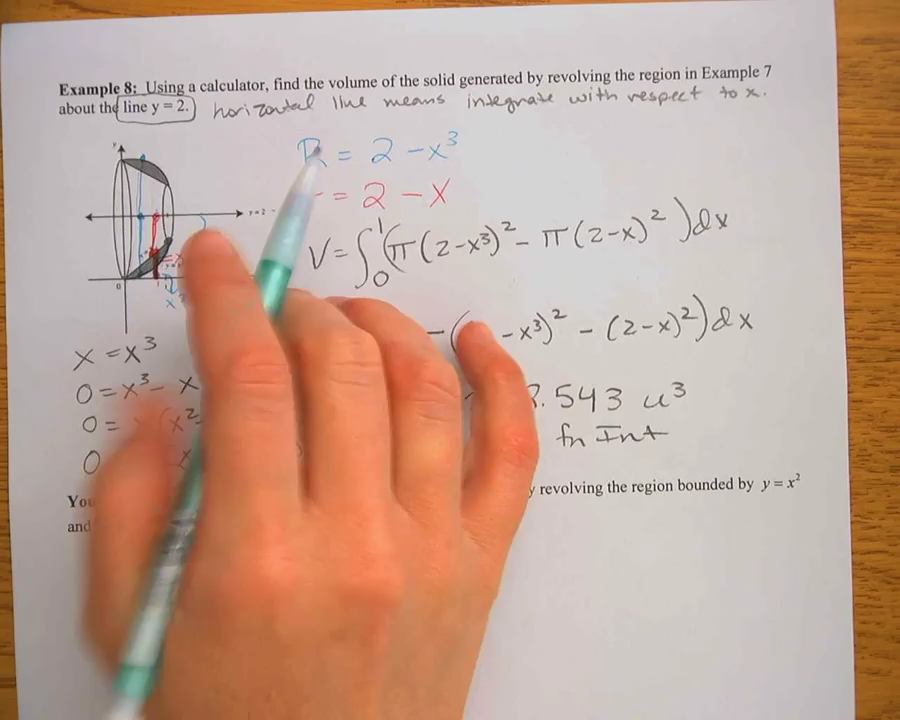 Example 8: Using a calculator, find the volume of the solid generated by revolving the region in Example 7
about the line y = 2. horizontal line means integrate with respect to x.
y
R = 2 - x³
= 2 - x
y = 2
V = ∫₀¹ (π(2-x³)² - π(2-x)²)dx
0
x
- x³)² - (2-x)²)dx
x = x³
0 = x³ - x
.543 u³
0 = x²
fn Int
0 x
y revolving the region bounded by y = x²
and